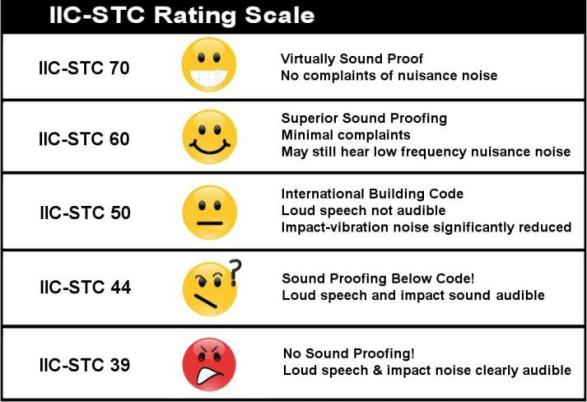 IIC-STC Rating Scale
IIC-STC 70
Virtually Sound Proof
No complaints of nuisance noise
IIC-STC 60
Superior Sound Proofing
Minimal complaints
May still hear low frequency nuisance noise
IIC-STC 50
International Building Code
Loud speech not audible
Impact-vibration noise significantly reduced
IIC-STC 44
?
Sound Proofing Below Code!
Loud speech and impact sound audible
IIC-STC 39
No Sound Proofing!
Loud speech & impact noise clearly audible